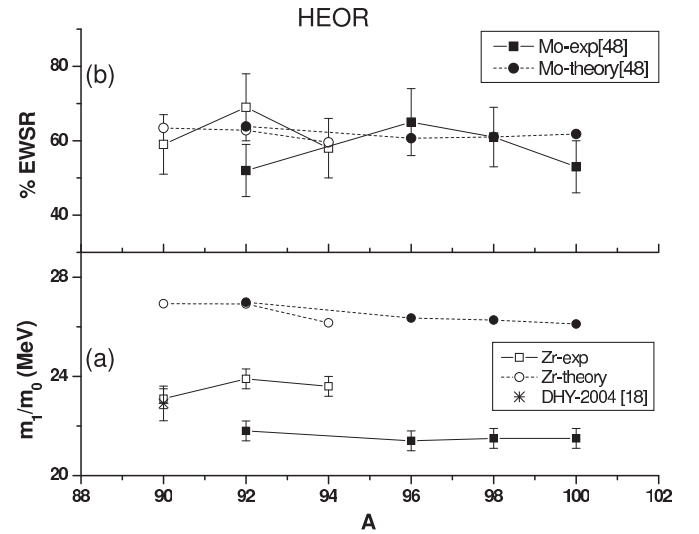 HEOR
(b)
Mo-exp[48]
Mo-theory[48]
80
60
40
% EWSR
28
24
20
m1/m0 (MeV)
(a)
Zr-exp
Zr-theory
DHY-2004 [18]
88 90 92 94 96 98 100 102
A